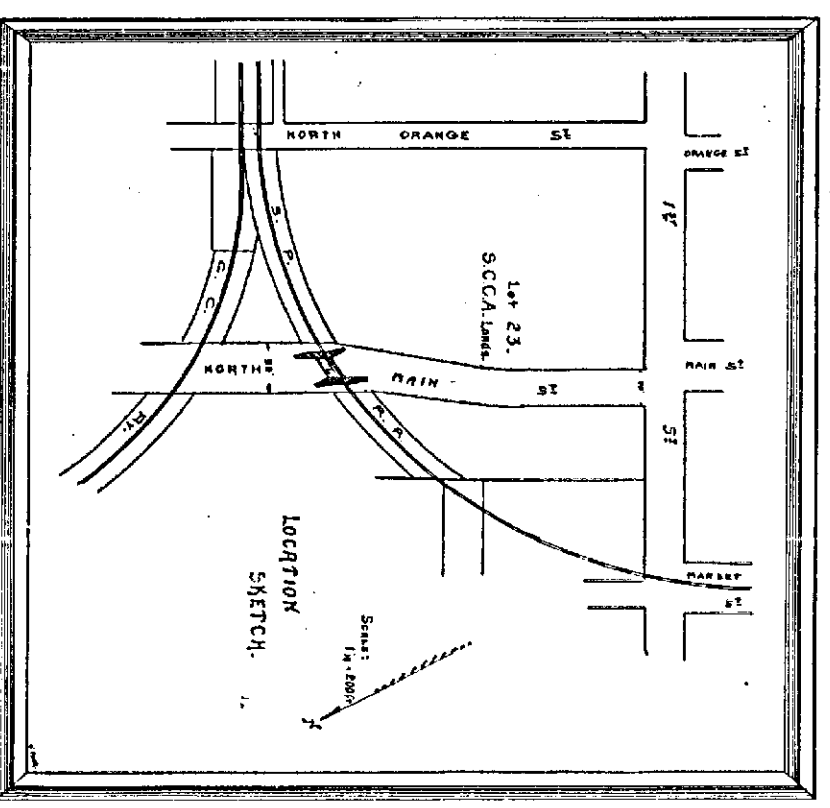 NORTH ORANGE ST
ORANGE ST
1ST
ST
S. P.
R. R.
C. C.
Ry.
Lot 23.
S.C.C.A. Lands.
NORTH
MAIN
ST
MAIN ST
MARKET
ST
LOCATION
SKETCH.
Scale:
N